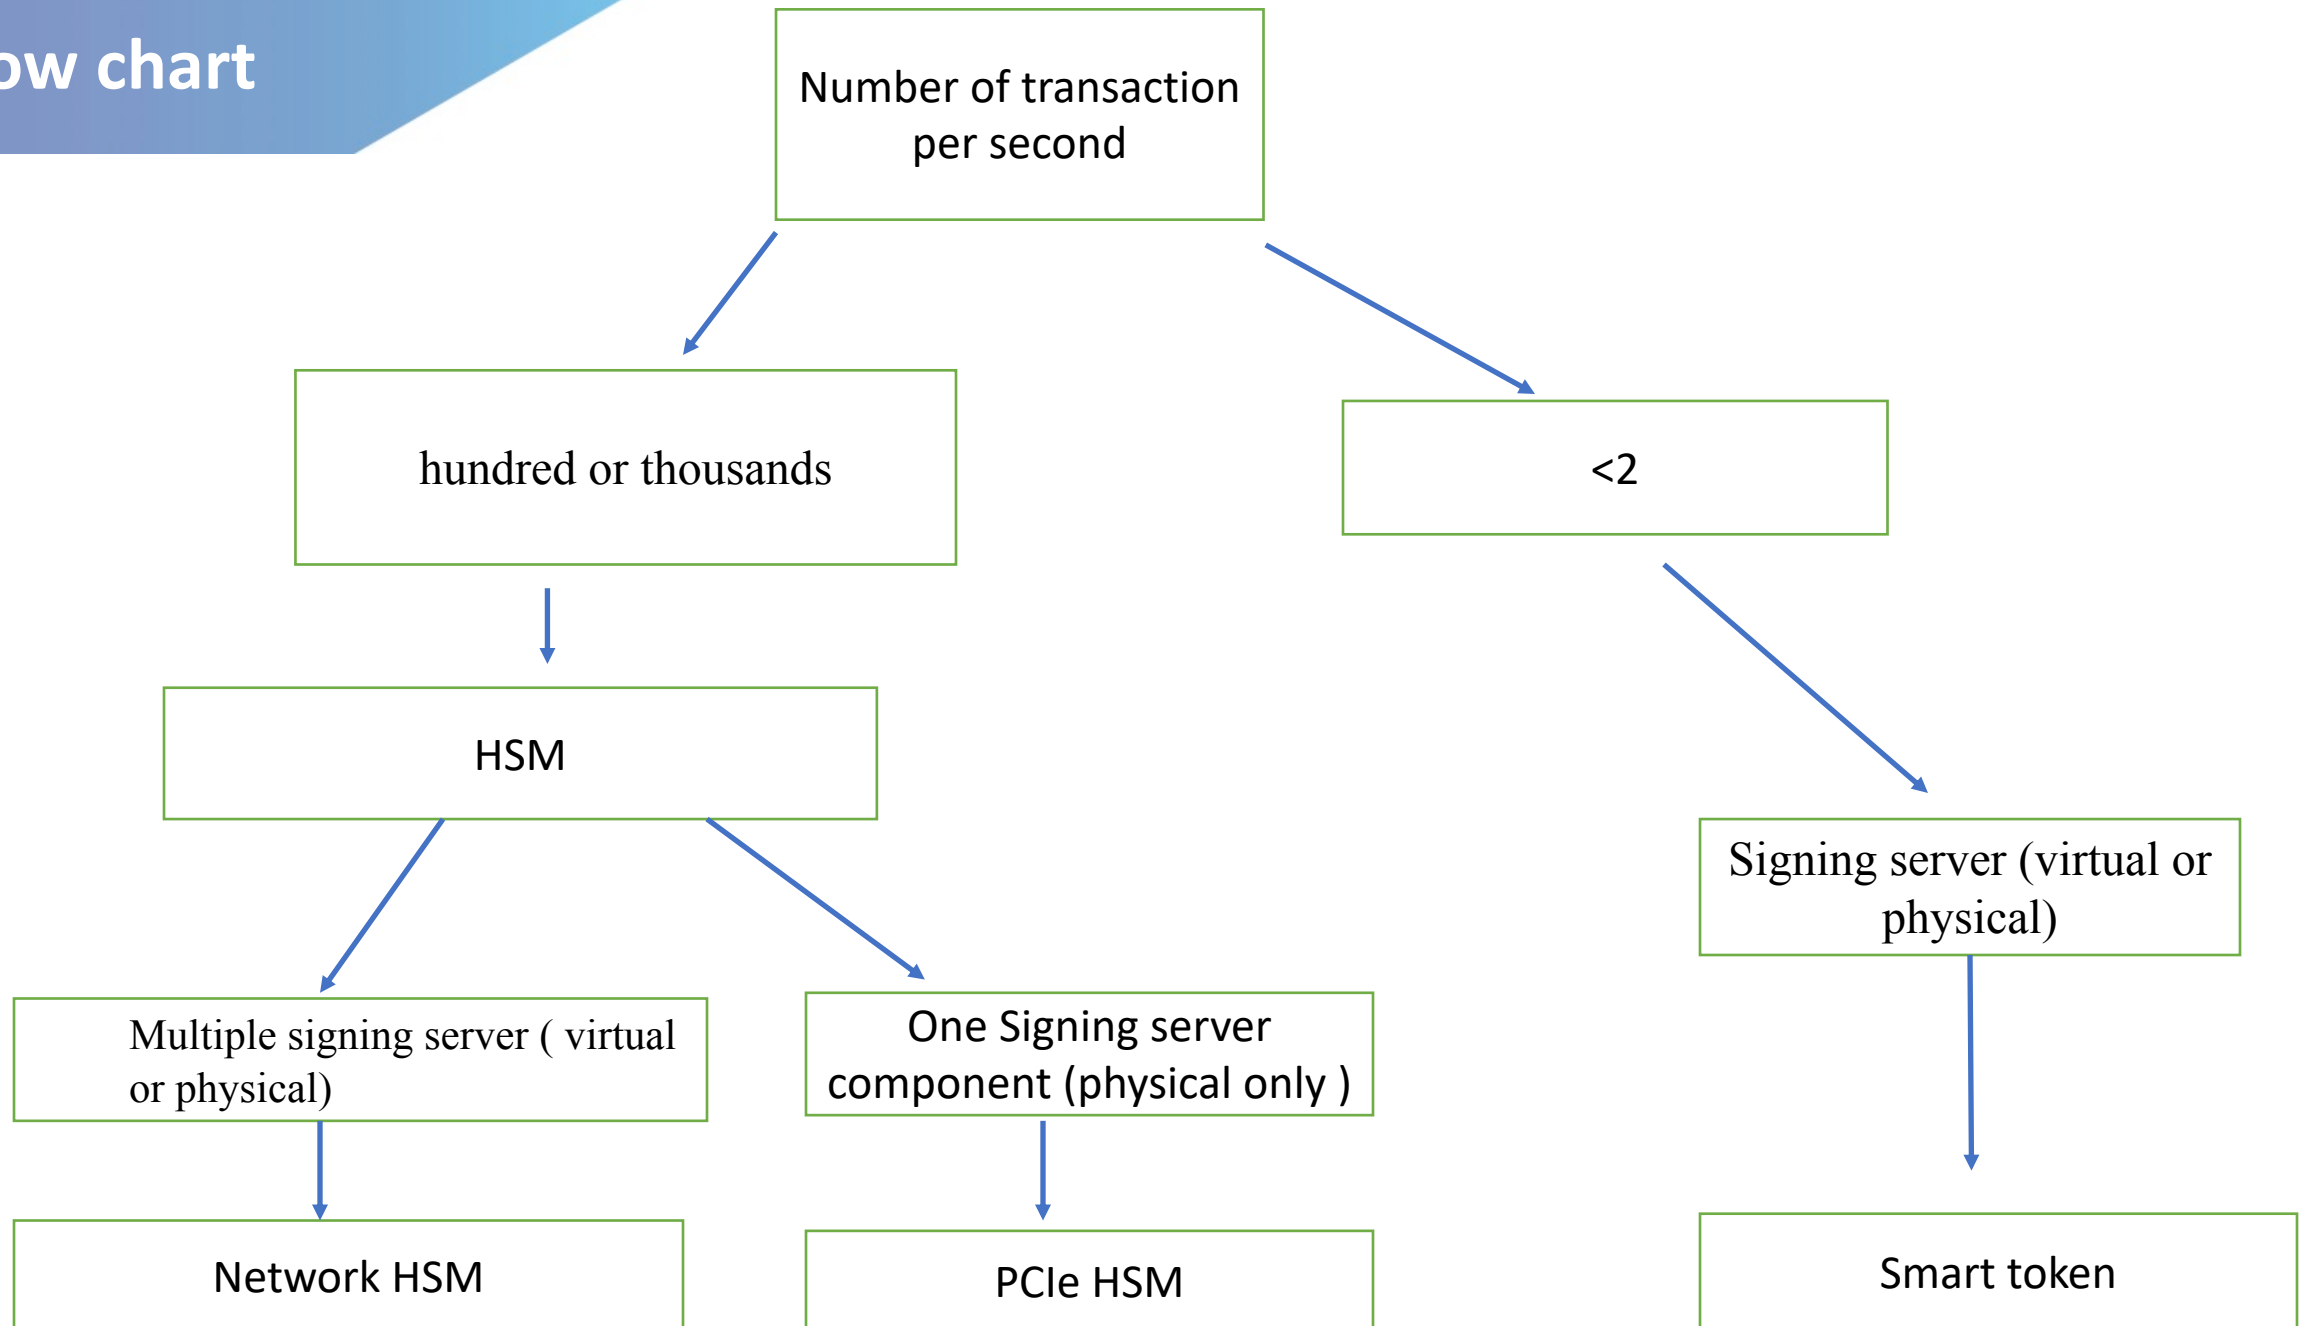 ow chart
Number of transaction
per second
hundred or thousands
<2
HSM
Signing server (virtual or
physical)
Multiple signing server ( virtual
or physical)
One Signing server
component (physical only )
Network HSM
PCIe HSM
Smart token